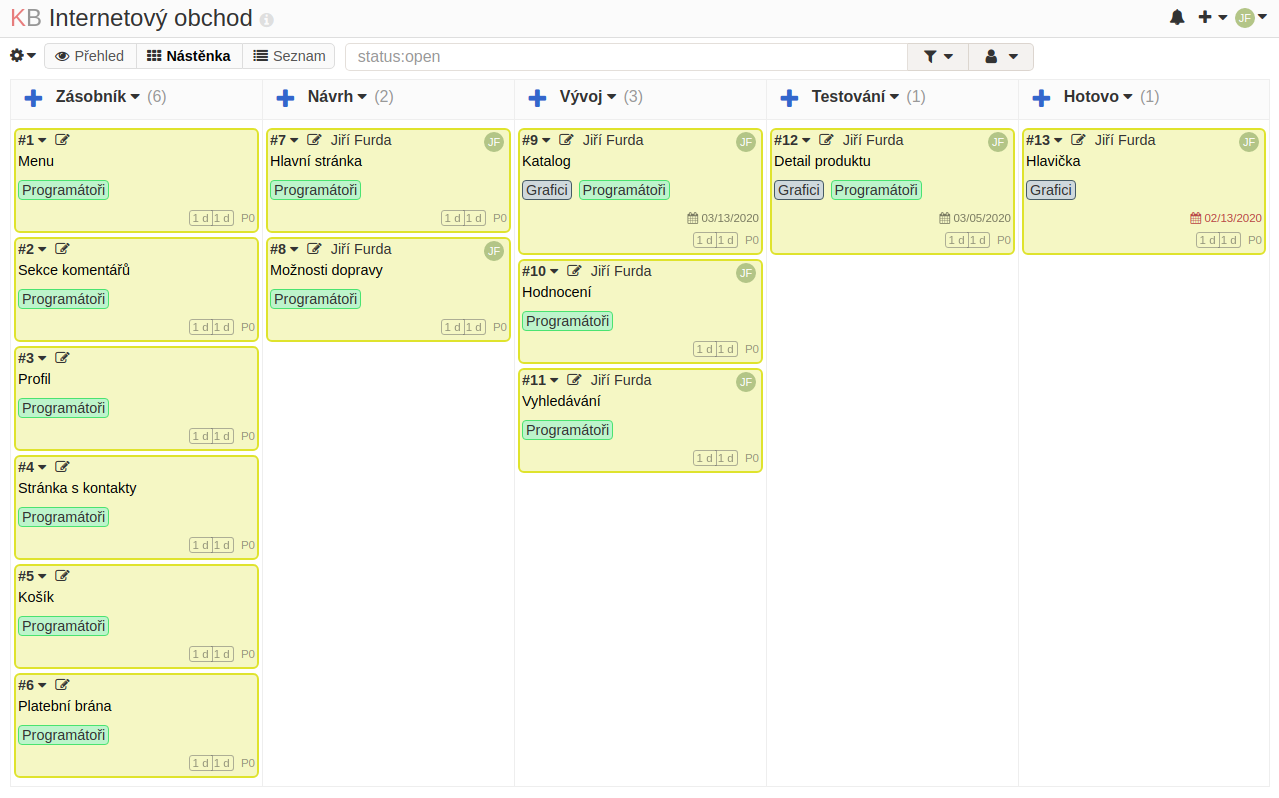 KB Internetový obchod
JF
Přehled Nástěnka Seznam status:open
Zásobník (6)
#1
Menu
Programátoři
1 d 1 d P0
#2
Sekce komentářů
Programátoři
1 d 1 d P0
#3
Profil
Programátoři
1 d 1 d P0
#4
Stránka s kontakty
Programátoři
1 d 1 d P0
#5
Košík
Programátoři
1 d 1 d P0
#6
Platební brána
Programátoři
1 d 1 d P0
Návrh (2)
#7 Jiří Furda JF
Hlavní stránka
Programátoři
1 d 1 d P0
#8 Jiří Furda JF
Možnosti dopravy
Programátoři
1 d 1 d P0
Vývoj (3)
#9 Jiří Furda JF
Katalog
Grafici Programátoři
03/13/2020
1 d 1 d P0
#10 Jiří Furda JF
Hodnocení
Programátoři
1 d 1 d P0
#11 Jiří Furda JF
Vyhledávání
Programátoři
1 d 1 d P0
Testování (1)
#12 Jiří Furda JF
Detail produktu
Grafici Programátoři
03/05/2020
1 d 1 d P0
Hotovo (1)
#13 Jiří Furda JF
Hlavička
Grafici
02/13/2020
1 d 1 d P0